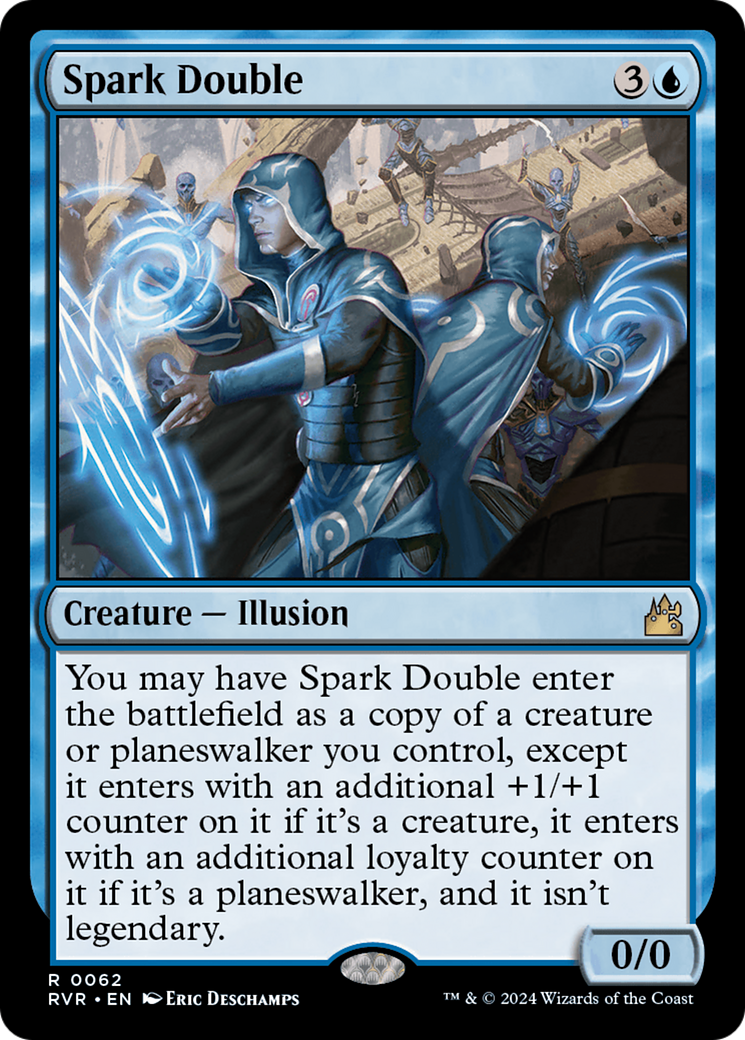 Spark Double 3
Creature — Illusion
You may have Spark Double enter
the battlefield as a copy of a creature
or planeswalker you control, except
it enters with an additional +1/+1
counter on it if it's a creature, it enters
with an additional loyalty counter on
it if it's a planeswalker, and it isn't
legendary.
0/0
R 0062
RVR • EN Eric Deschamps
™ & © 2024 Wizards of the Coast